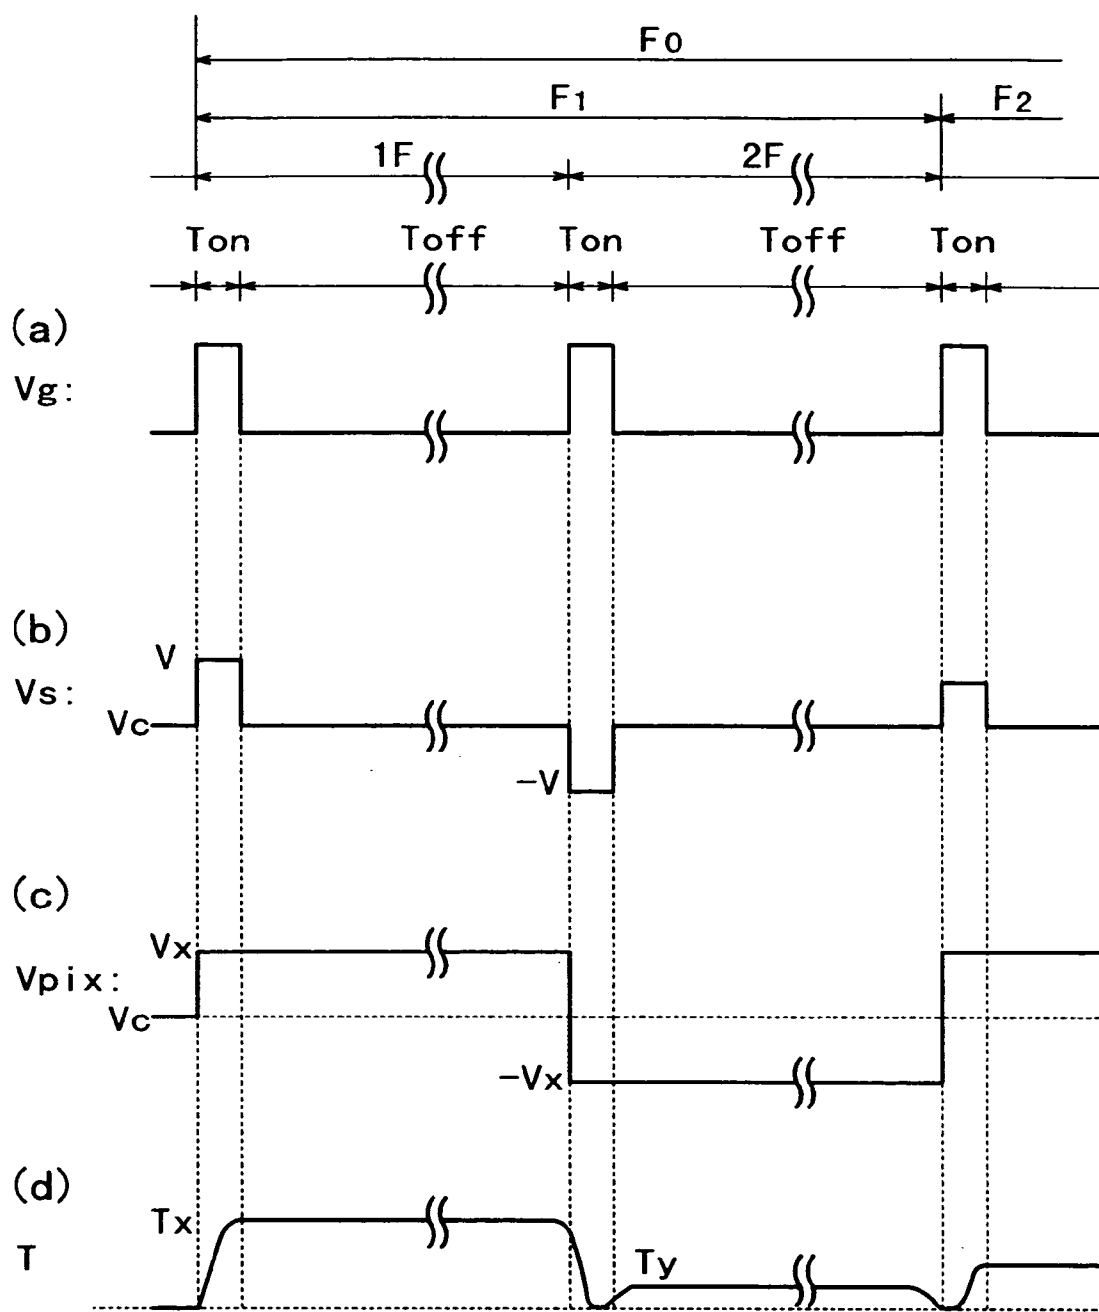 F0
F1 F2
1F 2F
Ton Toff Ton Toff Ton
(a)
Vg:
(b)
V
Vs:
Vc
-V
(c)
Vx
Vpix:
Vc
-Vx
(d)
Tx
T Ty